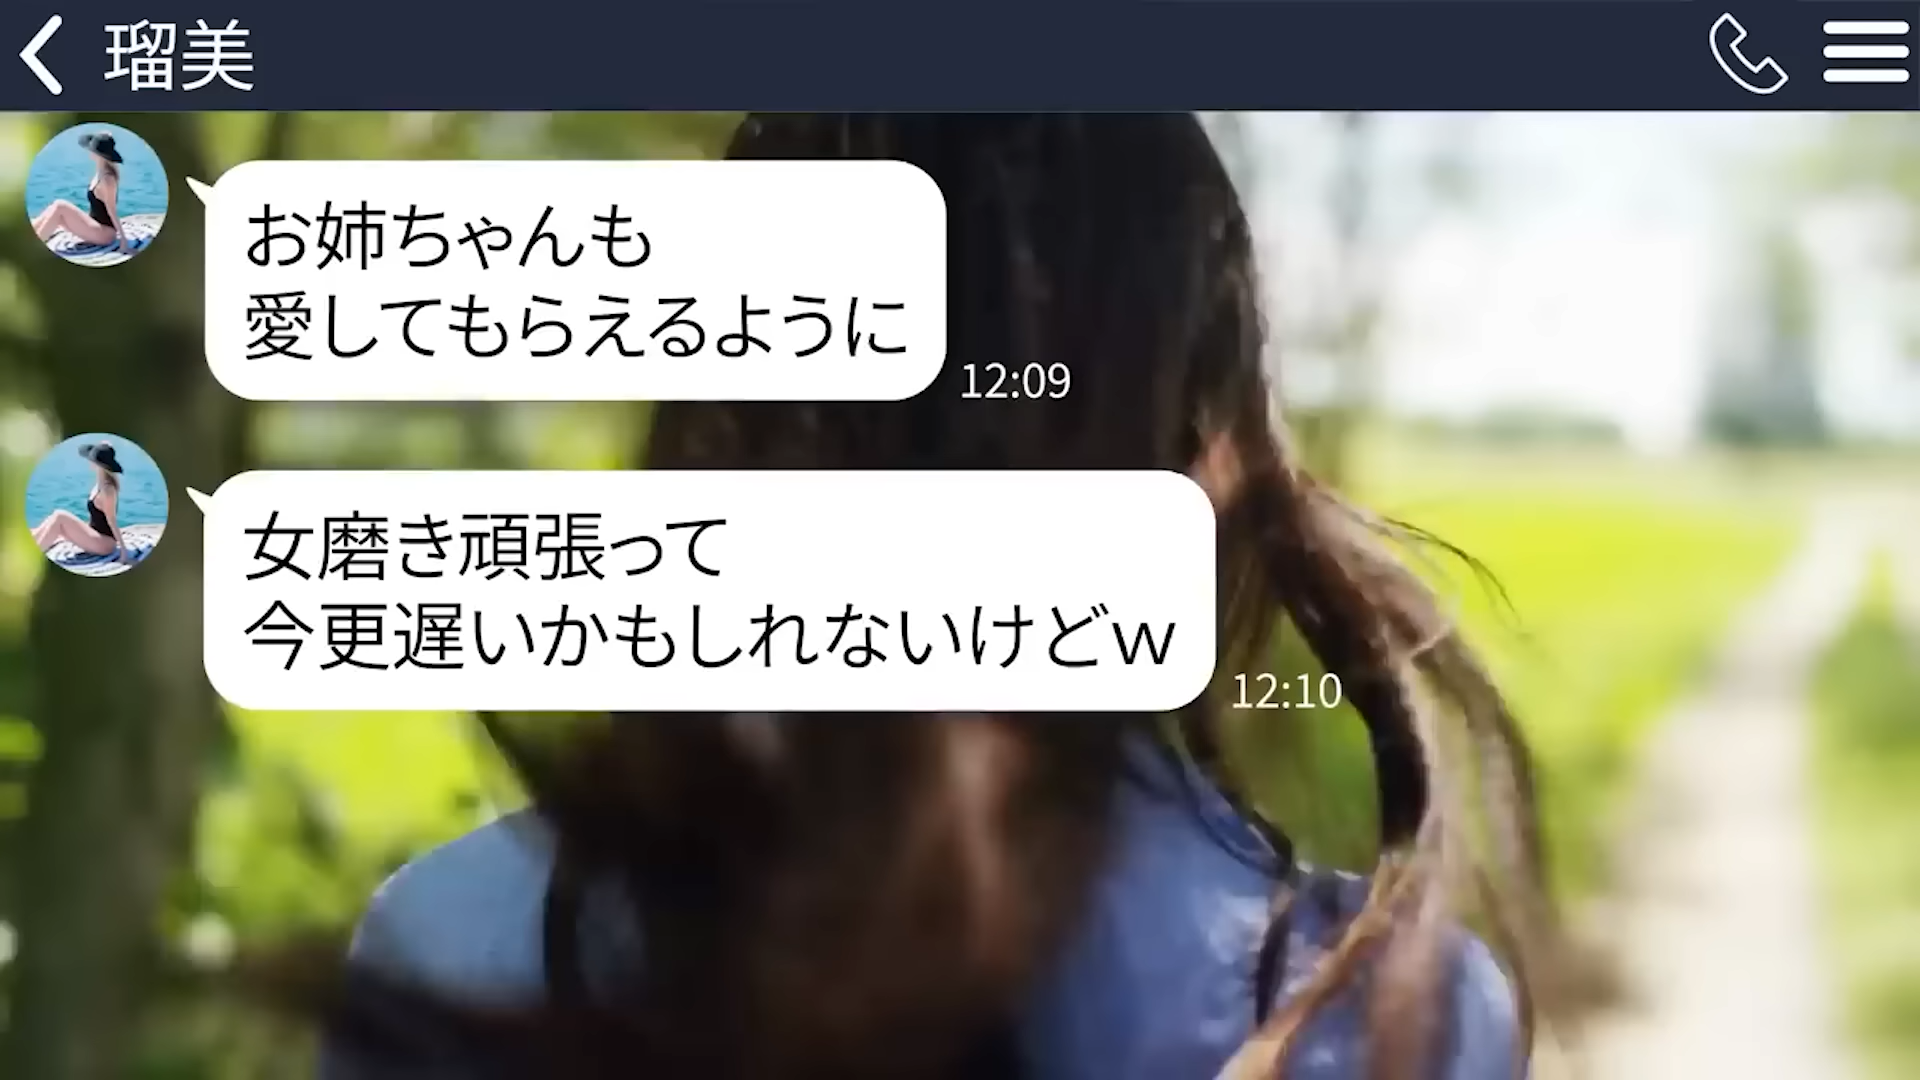 瑠美
お姉ちゃんも
愛してもらえるように
12:09
女磨き頑張って
今更遅いかもしれないけどw
12:10